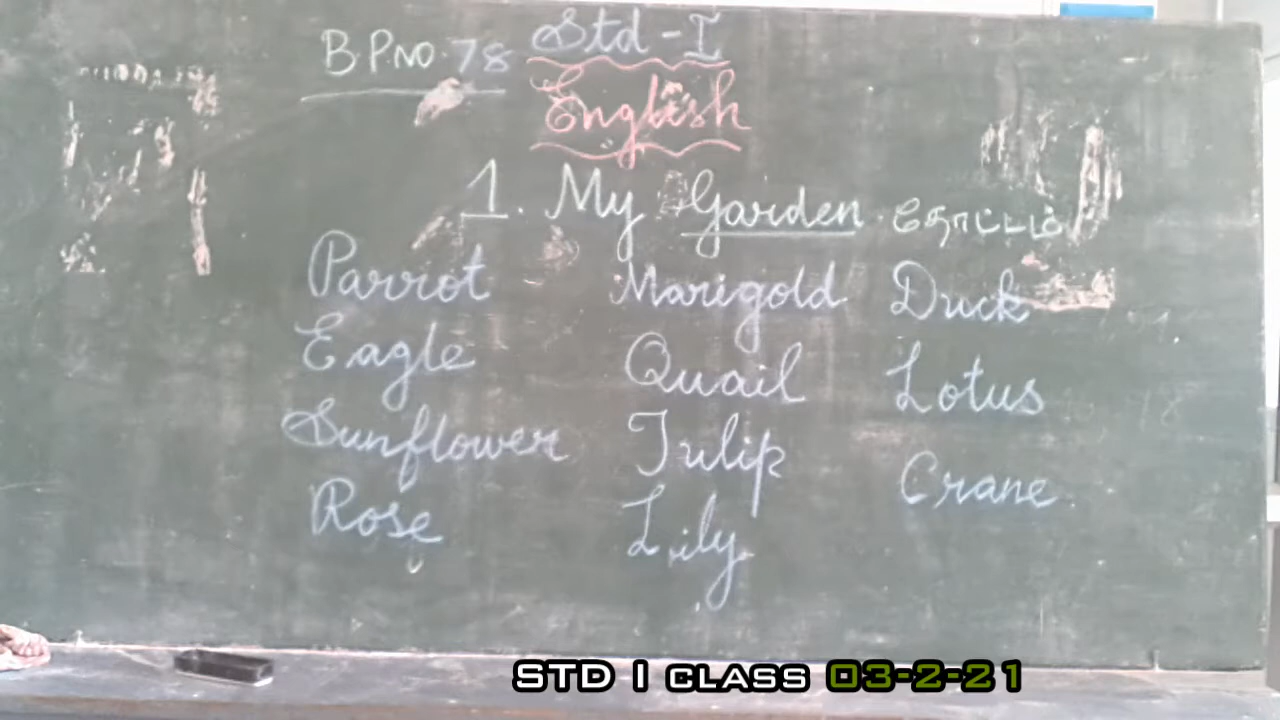 B.P.NO. 78 Std - I
English
1. My Garden. தோட்டம்
Parrot Marigold Duck
Eagle Quail Lotus
Sunflower Tulip Crane
Rose Lily
STD I CLASS 03-2-21